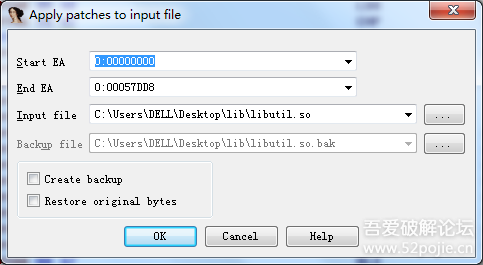 Apply patches to input file
Start EA 0:00000000
End EA 0:00057DD8
Input file C:\Users\DELL\Desktop\lib\libutil.so ...
Backup file C:\Users\DELL\Desktop\lib\libutil.so.bak ...
Create backup
Restore original bytes
OK Cancel Help
吾爱破解论坛
www.52pojie.cn